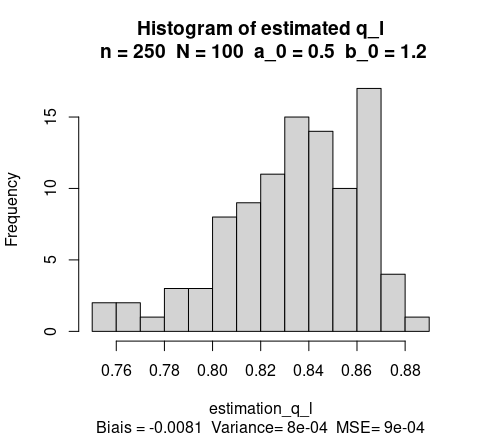 Histogram of estimated q_l
n = 250 N = 100 a_0 = 0.5 b_0 = 1.2
Frequency
15
10
5
0
0.76 0.78 0.80 0.82 0.84 0.86 0.88
estimation_q_l
Biais = -0.0081 Variance= 8e-04 MSE= 9e-04